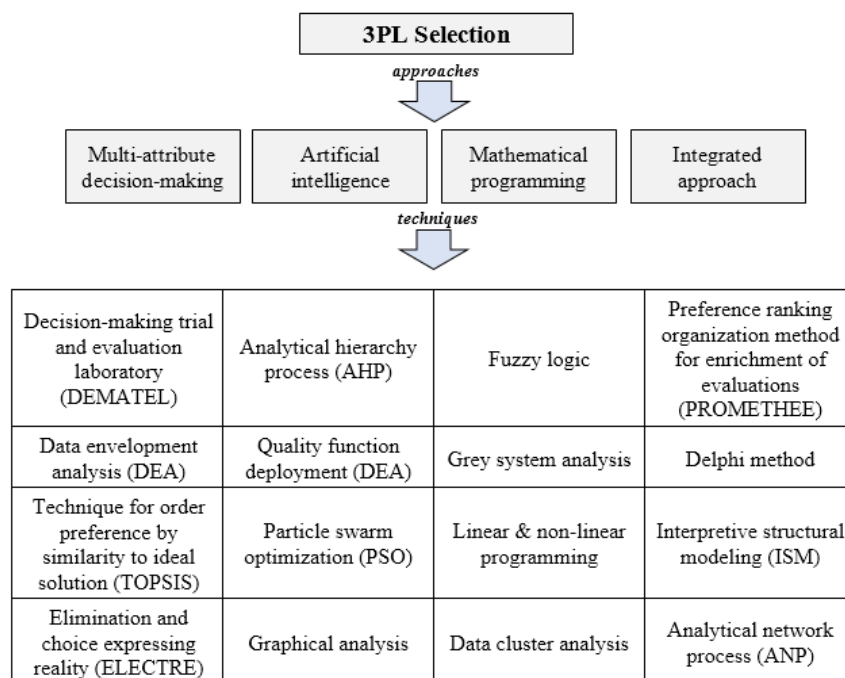 3PL Selection
approaches
Multi-attribute
decision-making
Artificial
intelligence
Mathematical
programming
Integrated
approach
techniques
Decision-making trial
and evaluation
laboratory
(DEMATEL)
Analytical hierarchy
process (AHP)
Fuzzy logic
Preference ranking
organization method
for enrichment of
evaluations
(PROMETHEE)
Data envelopment
analysis (DEA)
Quality function
deployment (DEA)
Grey system analysis
Delphi method
Technique for order
preference by
similarity to ideal
solution (TOPSIS)
Particle swarm
optimization (PSO)
Linear & non-linear
programming
Interpretive structural
modeling (ISM)
Elimination and
choice expressing
reality (ELECTRE)
Graphical analysis
Data cluster analysis
Analytical network
process (ANP)